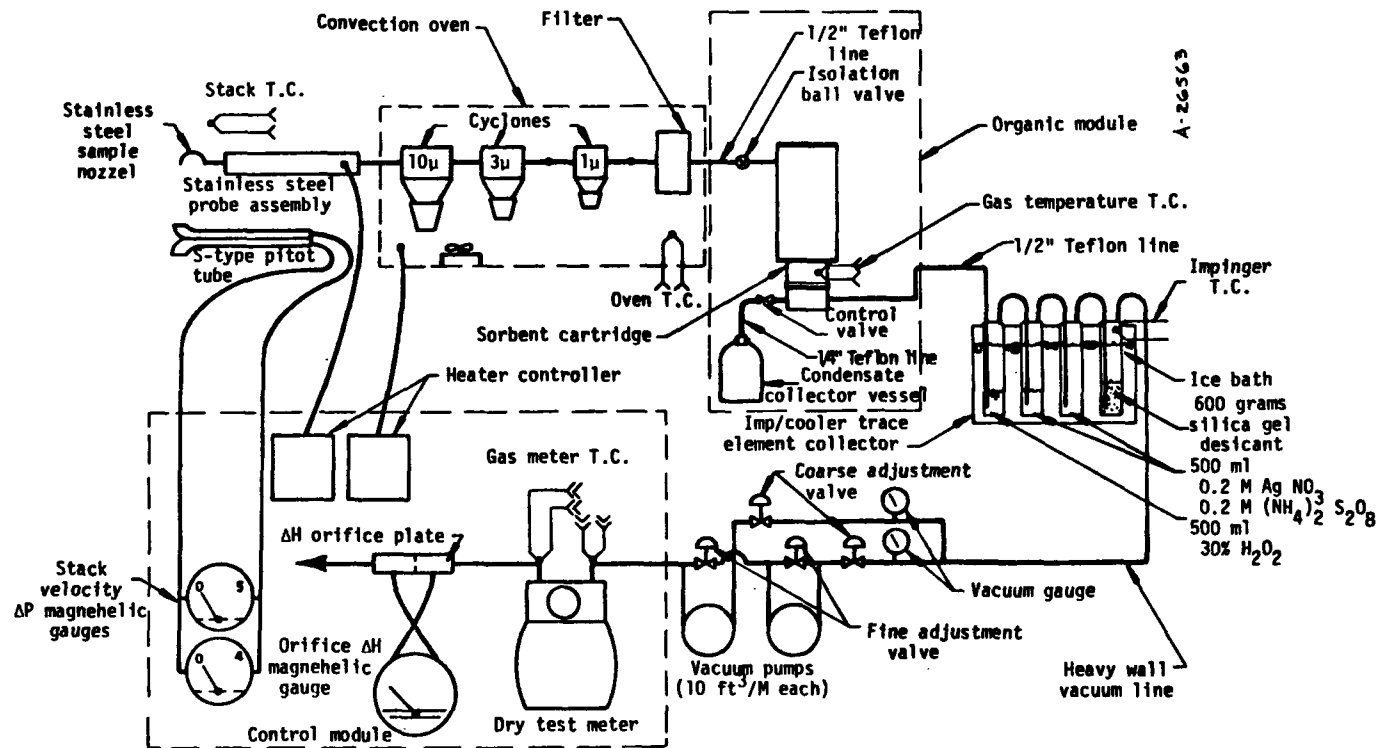 Convection oven
Filter
1/2" Teflon
line
Isolation
ball valve
A-26563
Stack T.C.
Stainless
steel
sample
nozzel
Cyclones
10μ
3μ
1μ
Organic module
Stainless steel
probe assembly
Gas temperature T.C.
1/2" Teflon line
S-type pitot
tube
Impinger
T.C.
Oven T.C.
Sorbent cartridge
Control
valve
1/4" Teflon line
Condensate
collector vessel
Heater controller
Ice bath
600 grams
silica gel
desicant
500 ml
0.2 M Ag NO3
0.2 M (NH4)2 S2O8
500 ml
30% H2O2
Imp/cooler trace
element collector
Gas meter T.C.
Coarse adjustment
valve
ΔH orifice plate
Stack
velocity
ΔP magnehelic
gauges
0 5
0 4
Vacuum gauge
Orifice ΔH
magnehelic
gauge
Fine adjustment
valve
Vacuum pumps
(10 ft3/M each)
Heavy wall
vacuum line
Dry test meter
Control module